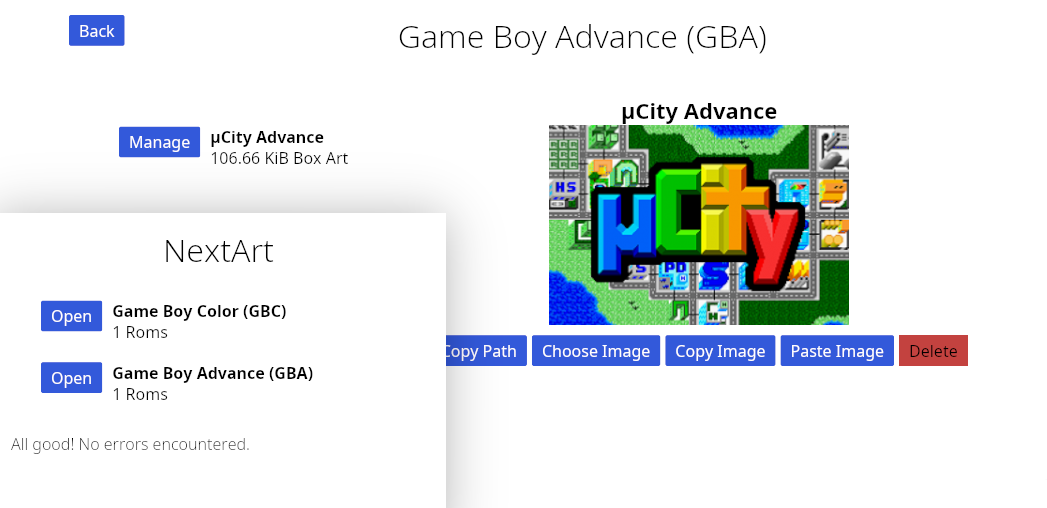 Back
Game Boy Advance (GBA)
Manage
µCity Advance
106.66 KiB Box Art
µCity Advance
HS
µCity
PD
S
Copy Path
Choose Image
Copy Image
Paste Image
Delete
NextArt
Open
Game Boy Color (GBC)
1 Roms
Open
Game Boy Advance (GBA)
1 Roms
All good! No errors encountered.